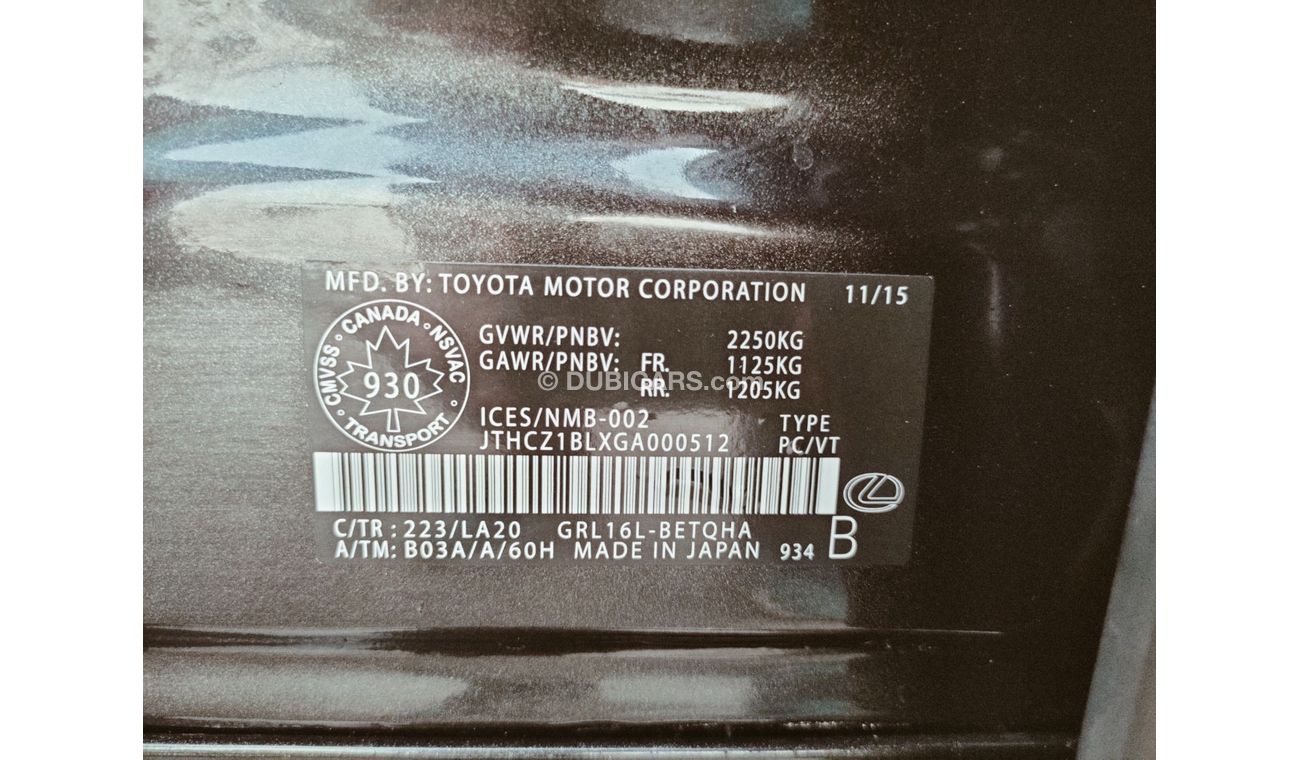 MFD. BY: TOYOTA MOTOR CORPORATION 11/15
CMVSS ∘ CANADA ∘ NSVAC
930
TRANSPORT
GVWR/PNBV: 2250KG
GAWR/PNBV: FR. 1125KG
RR. 1205KG
© DUBICARS.com
ICES/NMB-002 TYPE
JTHCZ1BLXGA000512 PC/VT
C/TR : 223/LA20 GRL16L-BETQHA
A/TM: B03A/A/60H MADE IN JAPAN 934 B